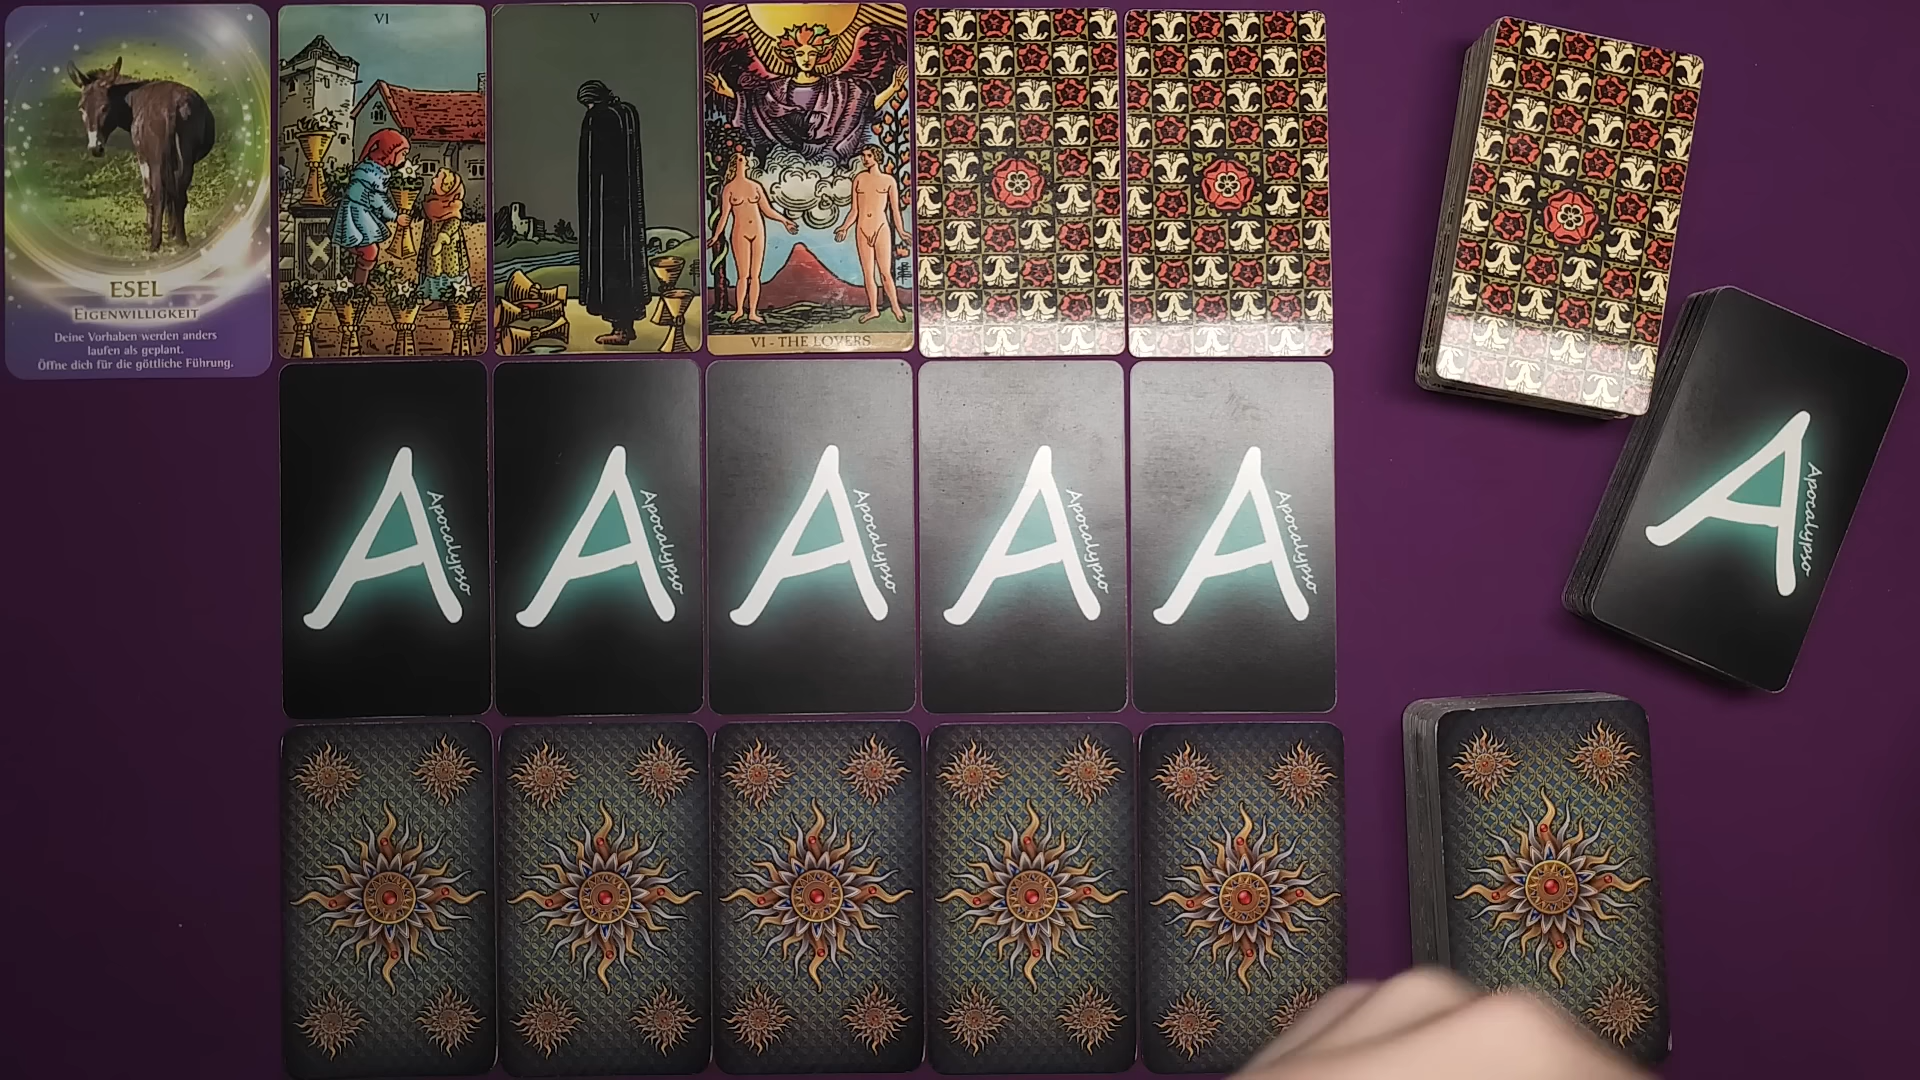 ESEL
EIGENWILLIGKEIT
Deine Vorhaben werden anders
laufen als geplant.
Öffne dich für die göttliche Führung.
VI
V
VI - THE LOVERS
A
Apocalypso
A
Apocalypso
A
Apocalypso
A
Apocalypso
A
Apocalypso
A
Apocalypso